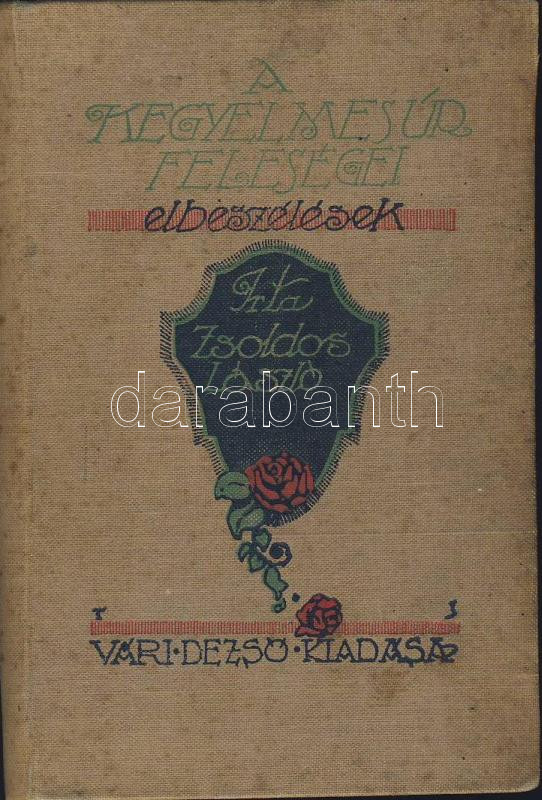 A
KEGYELMES ÚR
FELESÉGEI
elbeszélések
Irta
Zsoldos
László
darabanth
T S
VÁRI · DEZSŐ · KIADÁSA